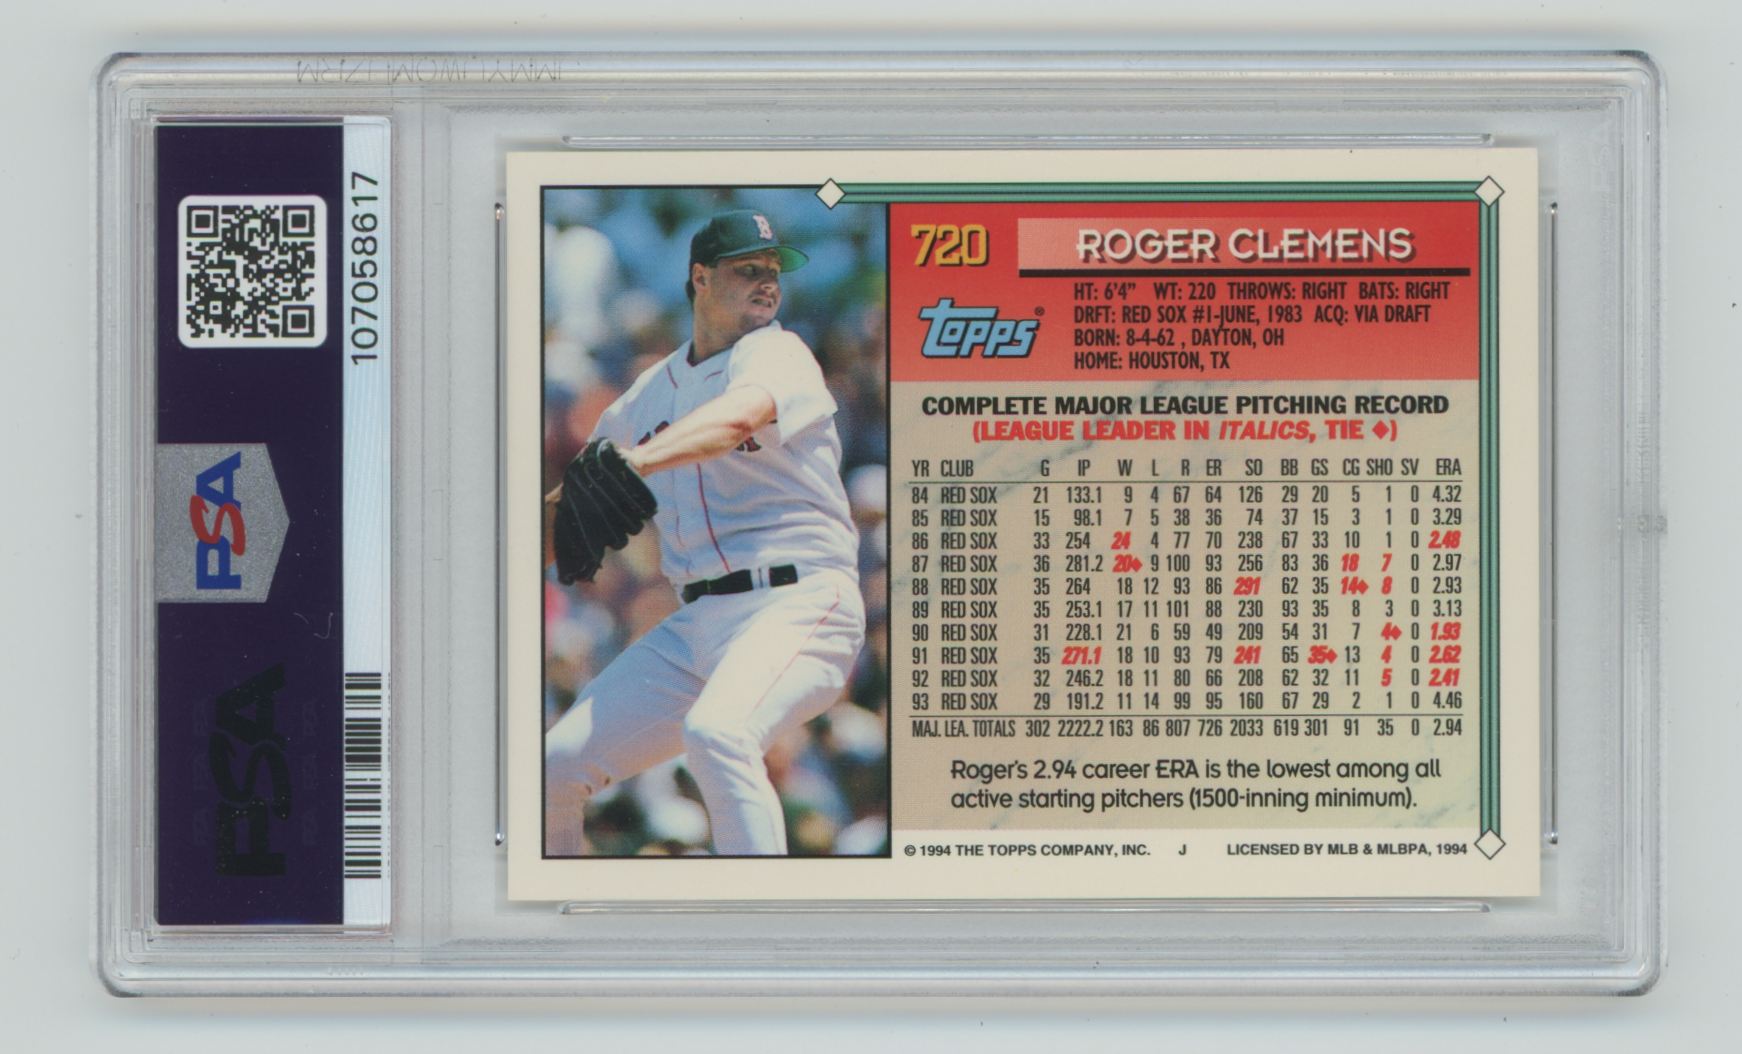 107058617
PSA
PSA
720
ROGER CLEMENS
topps®
HT: 6'4" WT: 220 THROWS: RIGHT BATS: RIGHT
DRFT: RED SOX #1-JUNE, 1983 ACQ: VIA DRAFT
BORN: 8-4-62 , DAYTON, OH
HOME: HOUSTON, TX
COMPLETE MAJOR LEAGUE PITCHING RECORD
(LEAGUE LEADER IN ITALICS, TIE ♦)
YR CLUB G IP W L R ER SO BB GS CG SHO SV ERA
84 RED SOX 21 133.1 9 4 67 64 126 29 20 5 1 0 4.32
85 RED SOX 15 98.1 7 5 38 36 74 37 15 3 1 0 3.29
86 RED SOX 33 254 24 4 77 70 238 67 33 10 1 0 2.48
87 RED SOX 36 281.2 20♦ 9 100 93 256 83 36 18 7 0 2.97
88 RED SOX 35 264 18 12 93 86 291 62 35 14♦ 8 0 2.93
89 RED SOX 35 253.1 17 11 101 88 230 93 35 8 3 0 3.13
90 RED SOX 31 228.1 21 6 59 49 209 54 31 7 4♦ 0 1.93
91 RED SOX 35 271.1 18 10 93 79 241 65 35♦ 13 4 0 2.62
92 RED SOX 32 246.2 18 11 80 66 208 62 32 11 5 0 2.41
93 RED SOX 29 191.2 11 14 99 95 160 67 29 2 1 0 4.46
MAJ. LEA. TOTALS 302 2222.2 163 86 807 726 2033 619 301 91 35 0 2.94
Roger's 2.94 career ERA is the lowest among all
active starting pitchers (1500-inning minimum).
© 1994 THE TOPPS COMPANY, INC. J LICENSED BY MLB & MLBPA, 1994